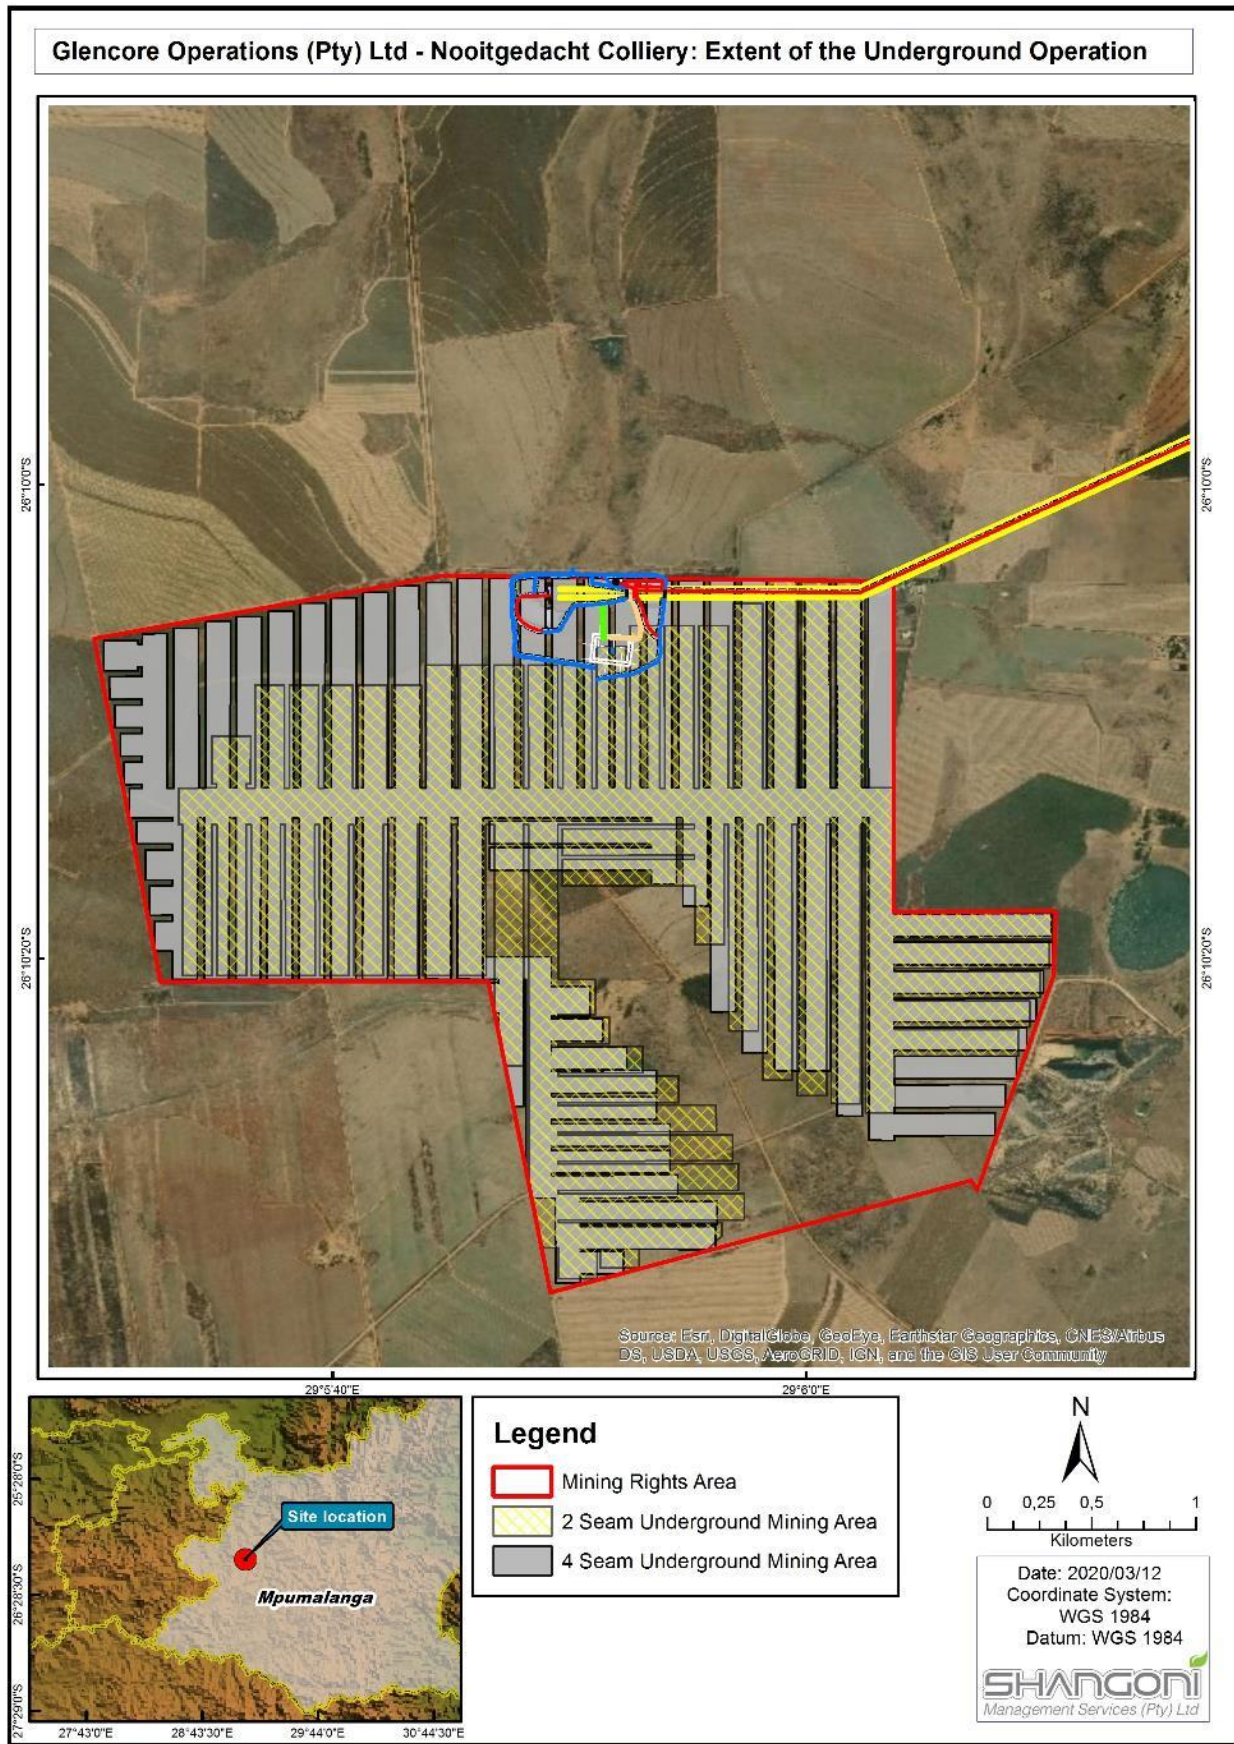 Glencore Operations (Pty) Ltd - Nooitgedacht Colliery: Extent of the Underground Operation
26°10'0"S
26°10'0"S
26°10'20"S
26°10'20"S
Source: Esri, DigitalGlobe, GeoEye, Earthstar Geographics, CNES/Airbus
DS, USDA, USGS, AeroGRID, IGN, and the GIS User Community
29°5'40"E
29°6'0"E
25°28'0"S
26°28'30"S
27°29'0"S
Site location
Mpumalanga
27°43'0"E
28°43'30"E
29°44'0"E
30°44'30"E
Legend
Mining Rights Area
2 Seam Underground Mining Area
4 Seam Underground Mining Area
N
0 0,25 0,5 1
Kilometers
Date: 2020/03/12
Coordinate System:
WGS 1984
Datum: WGS 1984
SHANGONI
Management Services (Pty) Ltd